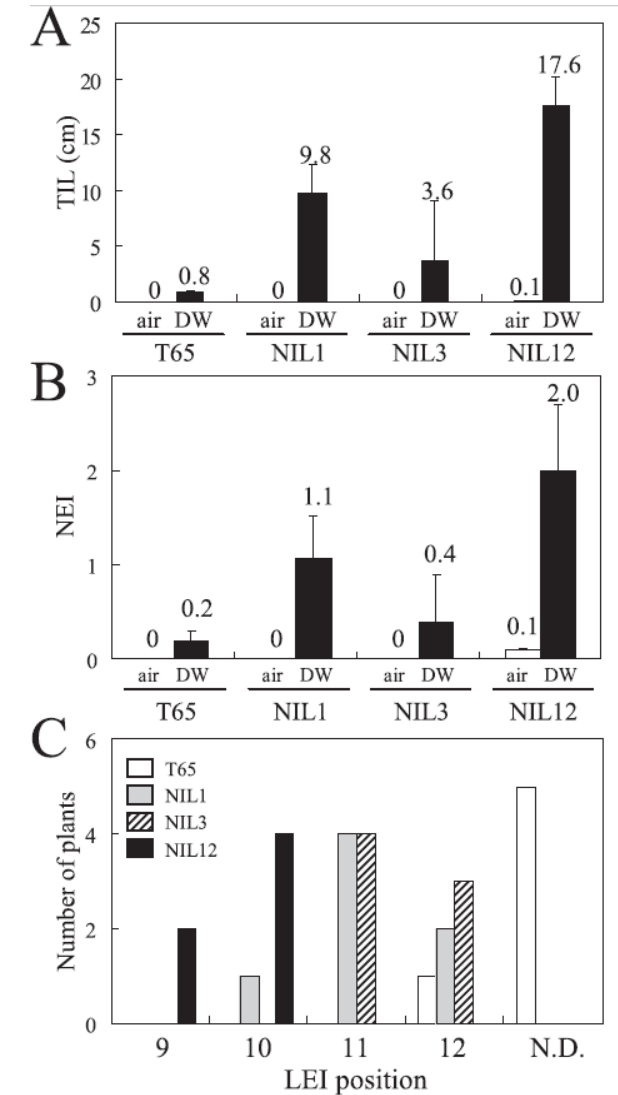 A
25
20
15
10
5
0
TIL (cm)
0 0.8 0 9.8 0 3.6 0.1 17.6
air DW air DW air DW air DW
T65 NIL1 NIL3 NIL12
B
3
2
1
0
NEI
0 0.2 0 1.1 0 0.4 0.1 2.0
air DW air DW air DW air DW
T65 NIL1 NIL3 NIL12
C
6
4
2
0
Number of plants
T65
NIL1
NIL3
NIL12
9 10 11 12 N.D.
LEI position